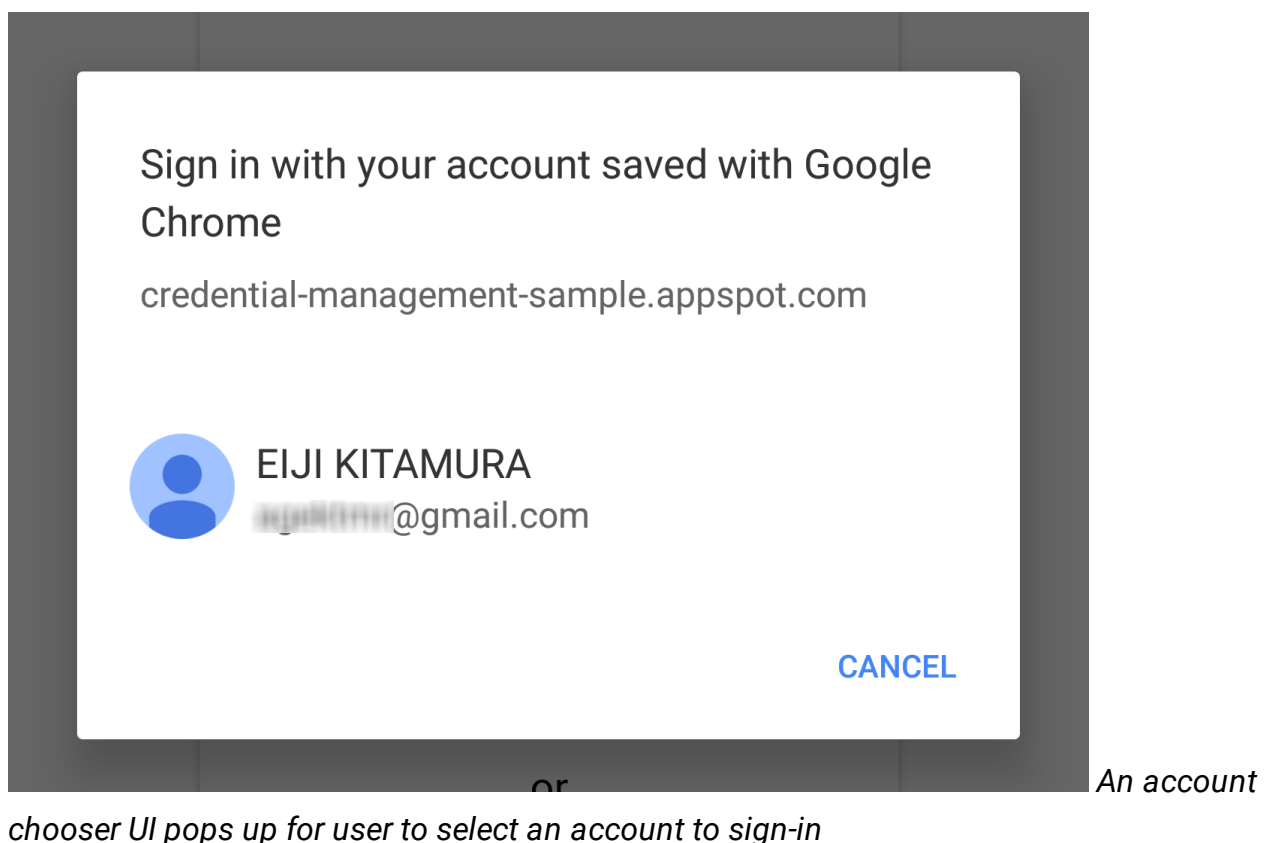 Sign in with your account saved with Google
Chrome
credential-management-sample.appspot.com
EIJI KITAMURA
@gmail.com
CANCEL
or
An account
chooser UI pops up for user to select an account to sign-in